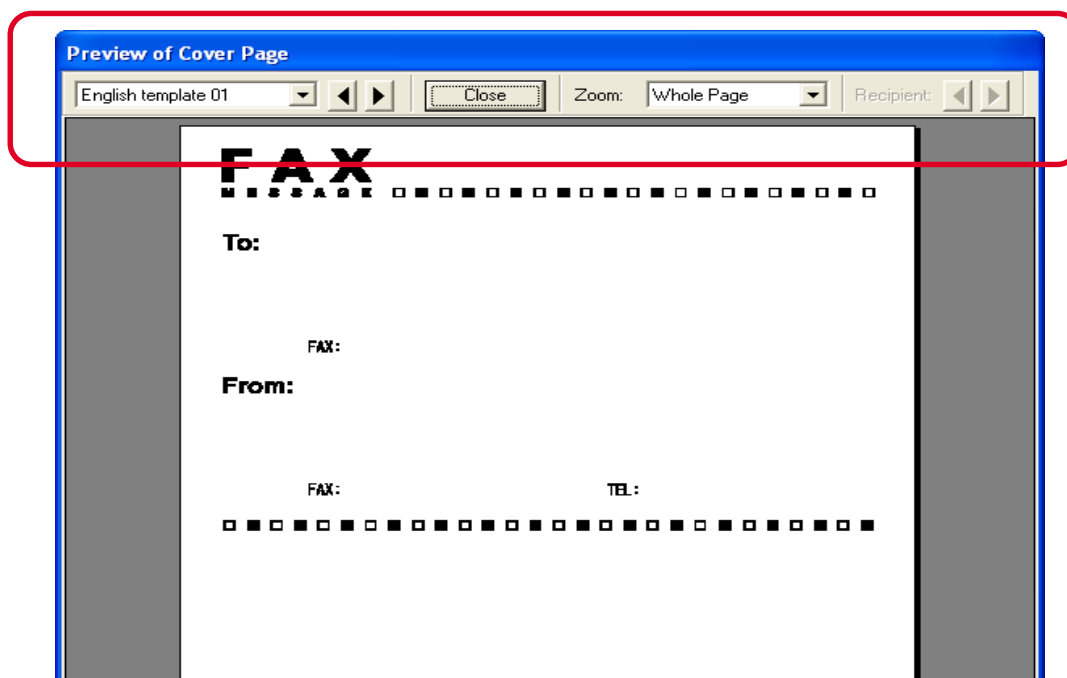 Preview of Cover Page
English template 01 Close Zoom: Whole Page Recipient:
FAX
MESSAGE
To:
FAX:
From:
FAX: TEL: